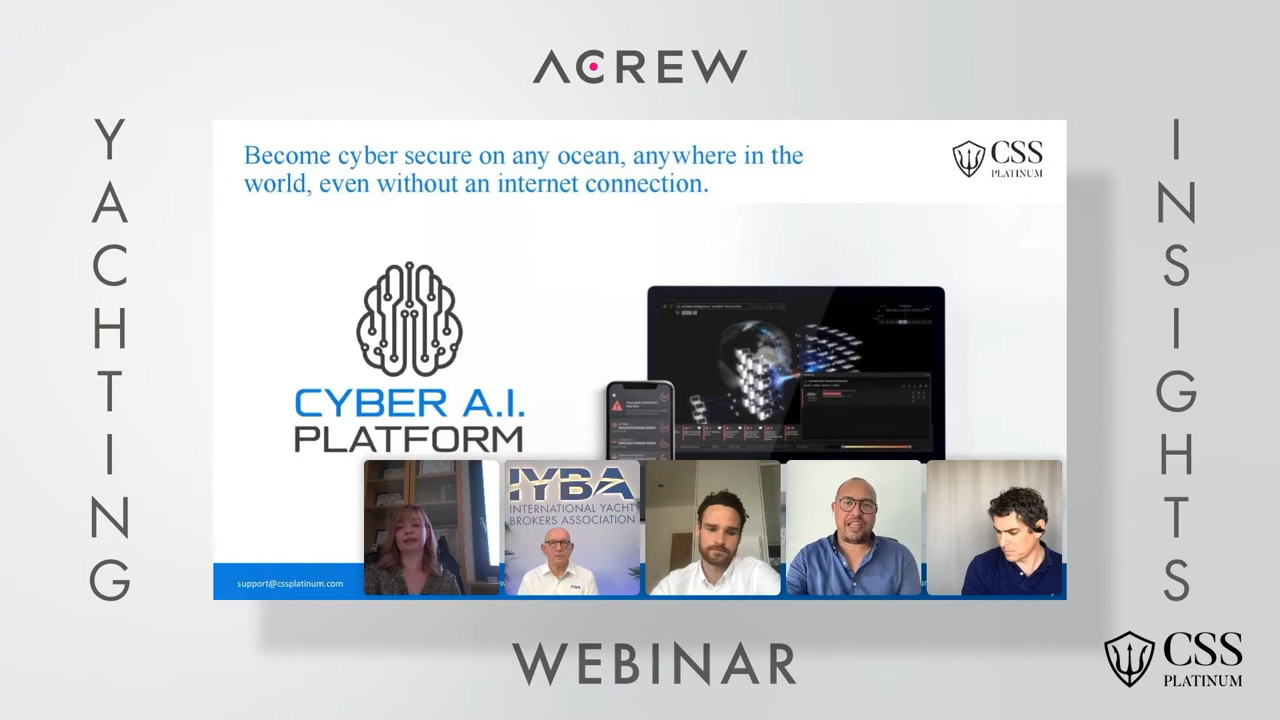 ACREW
YACHTING
INSIGHTS
Become cyber secure on any ocean, anywhere in the
world, even without an internet connection.
CSS
PLATINUM
CYBER A.I.
PLATFORM
IYBA
INTERNATIONAL YACHT
BROKERS ASSOCIATION
support@cssplatinum.com
WEBINAR
CSS
PLATINUM